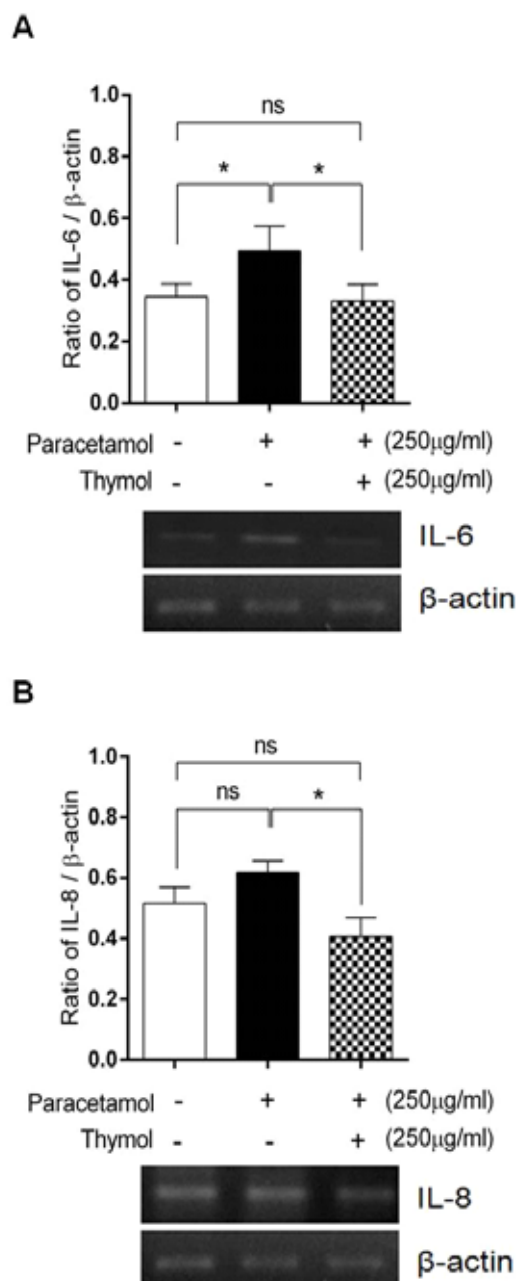 A
1.0
ns
0.8
* *
0.6
0.4
0.2
0.0
Ratio of IL-6 / β-actin
Paracetamol - + + (250µg/ml)
Thymol - - + (250µg/ml)
IL-6
β-actin
B
1.0
ns
0.8
ns *
0.6
0.4
0.2
0.0
Ratio of IL-8 / β-actin
Paracetamol - + + (250µg/ml)
Thymol - - + (250µg/ml)
IL-8
β-actin